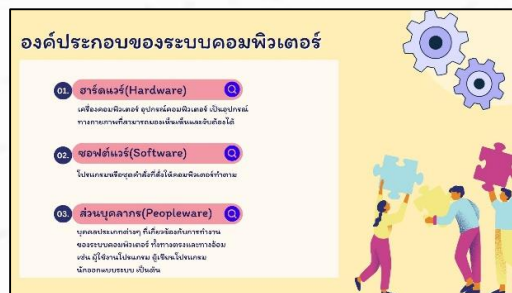 องค์ประกอบของระบบคอมพิวเตอร์
01. ฮาร์ดแวร์(Hardware)
เครื่องคอมพิวเตอร์ อุปกรณ์คอมพิวเตอร์ เป็นอุปกรณ์
ทางกายภาพที่สามารถมองเห็นเห็นและจับต้องได้
02. ซอฟต์แวร์(Software)
โปรแกรมหรือชุดคำสั่งที่สั่งให้คอมพิวเตอร์ทำตาม
03. ส่วนบุคลากร(Peopleware)
บุคคลประเภทต่างๆ ที่เกี่ยวข้องกับการทำงาน
ของระบบคอมพิวเตอร์ ทั้งทางตรงและทางอ้อม
เช่น ผู้ใช้งานโปรแกรม ผู้เขียนโปรแกรม
นักออกแบบระบบ เป็นต้น